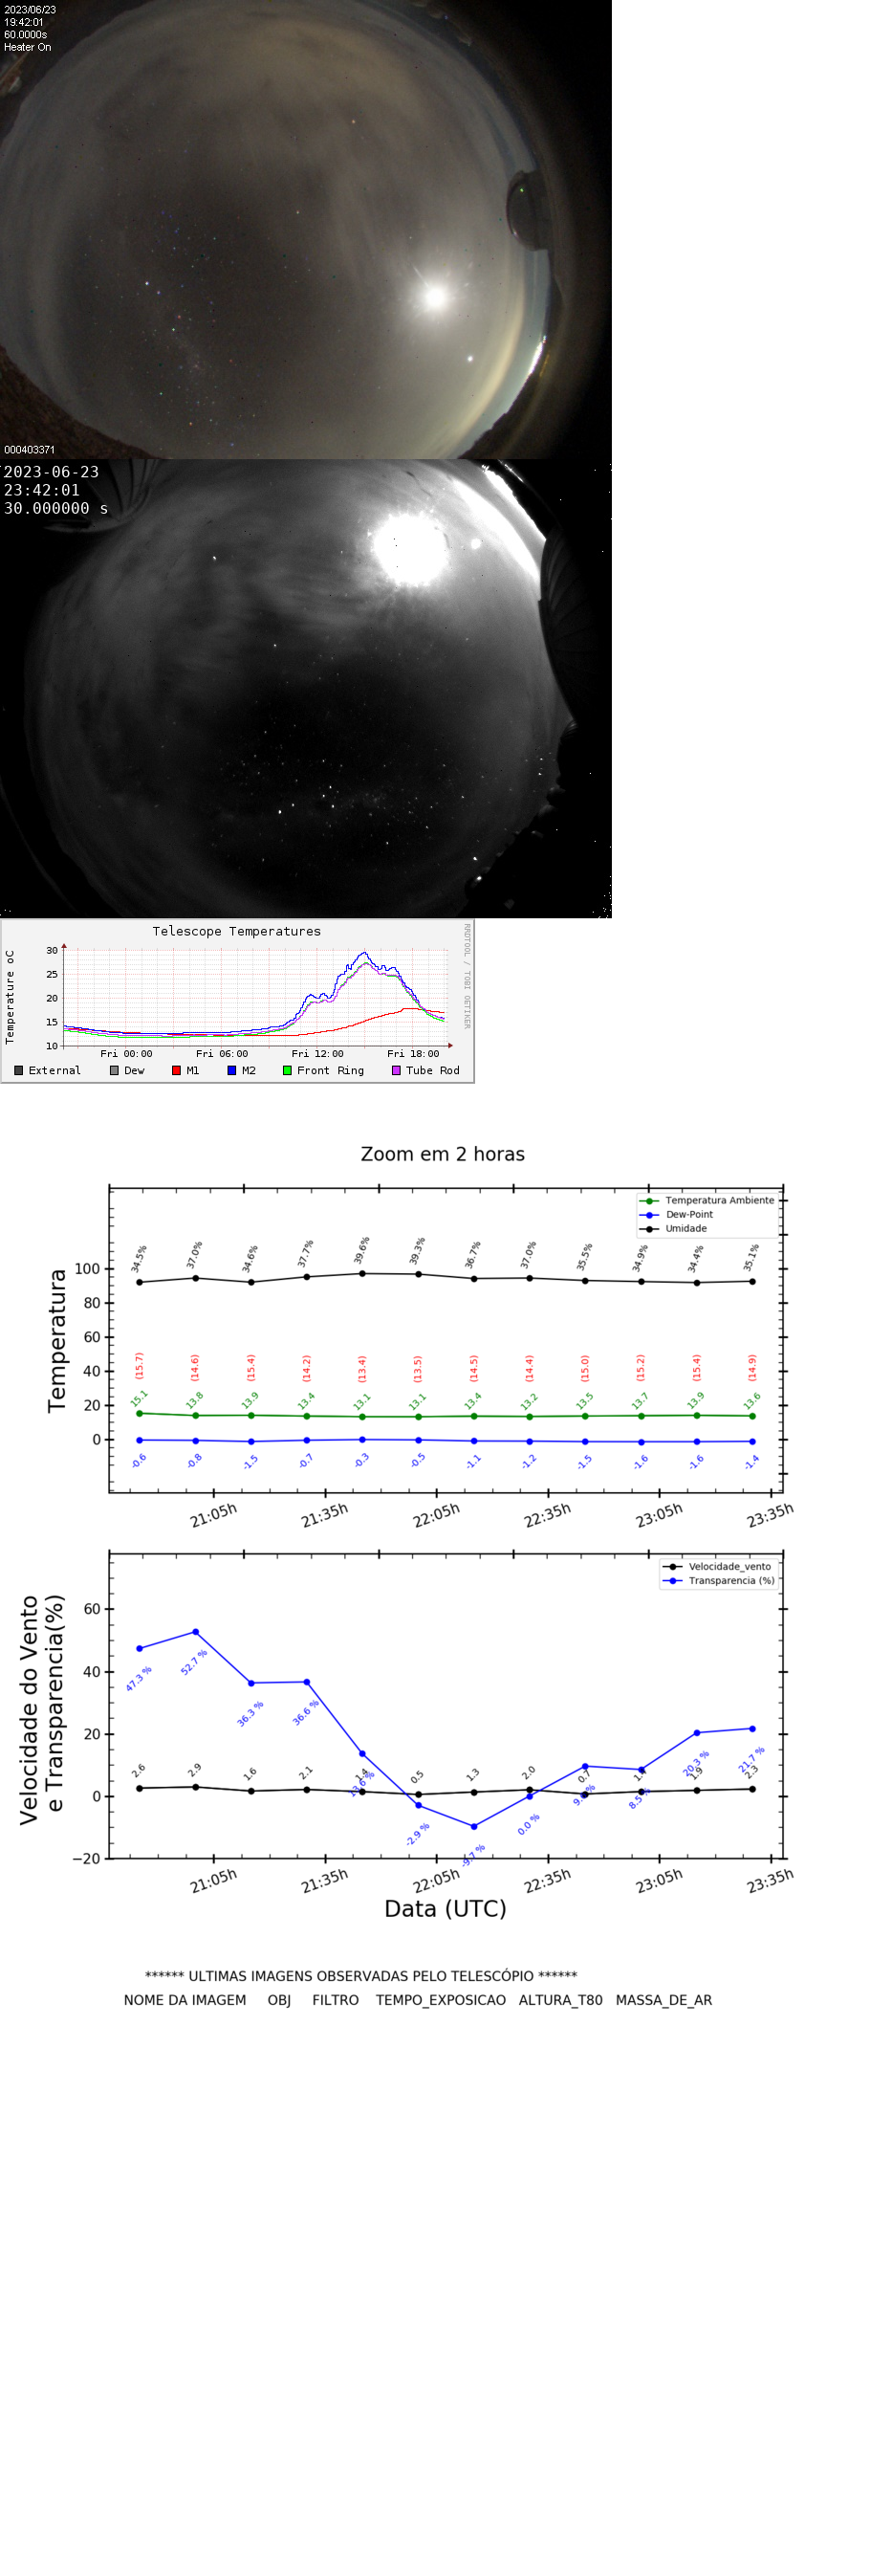 2023/06/23
19:42:01
60.0000s
Heater On
000403371
2023-06-23
23:42:01
30.000000 s
Telescope Temperatures
RRDTOOL / TOBI OETIKER
Temperature oC
30
25
20
15
10
Fri 00:00 Fri 06:00 Fri 12:00 Fri 18:00
External Dew M1 M2 Front Ring Tube Rod
Zoom em 2 horas
Temperatura Ambiente
Dew-Point
Umidade
34.5% 37.0% 34.6% 37.7% 39.6% 39.3% 36.7% 37.0% 35.5% 34.9% 34.4% 35.1%
Temperatura
100
80
60
40
20
0
(15.7) (14.6) (15.4) (14.2) (13.4) (13.5) (14.5) (14.4) (15.0) (15.2) (15.4) (14.9)
15.1 13.8 13.9 13.4 13.1 13.1 13.4 13.2 13.5 13.7 13.9 13.6
-0.6 -0.8 -1.5 -0.7 -0.3 -0.5 -1.1 -1.2 -1.5 -1.6 -1.6 -1.4
21:05h 21:35h 22:05h 22:35h 23:05h 23:35h
Velocidade_vento
Transparencia (%)
Velocidade do Vento
e Transparencia(%)
60
40
20
0
−20
47.3 % 52.7 % 36.3 % 36.6 % 13.6 % -2.9 % -9.7 % 0.0 % 8.5 % 20.3 % 21.7 %
2.6 2.9 1.6 2.1 1.4 0.5 1.3 2.0 0.7 1.9 2.3
21:05h 21:35h 22:05h 22:35h 23:05h 23:35h
Data (UTC)
****** ULTIMAS IMAGENS OBSERVADAS PELO TELESCÓPIO ******
NOME DA IMAGEM OBJ FILTRO TEMPO_EXPOSICAO ALTURA_T80 MASSA_DE_AR